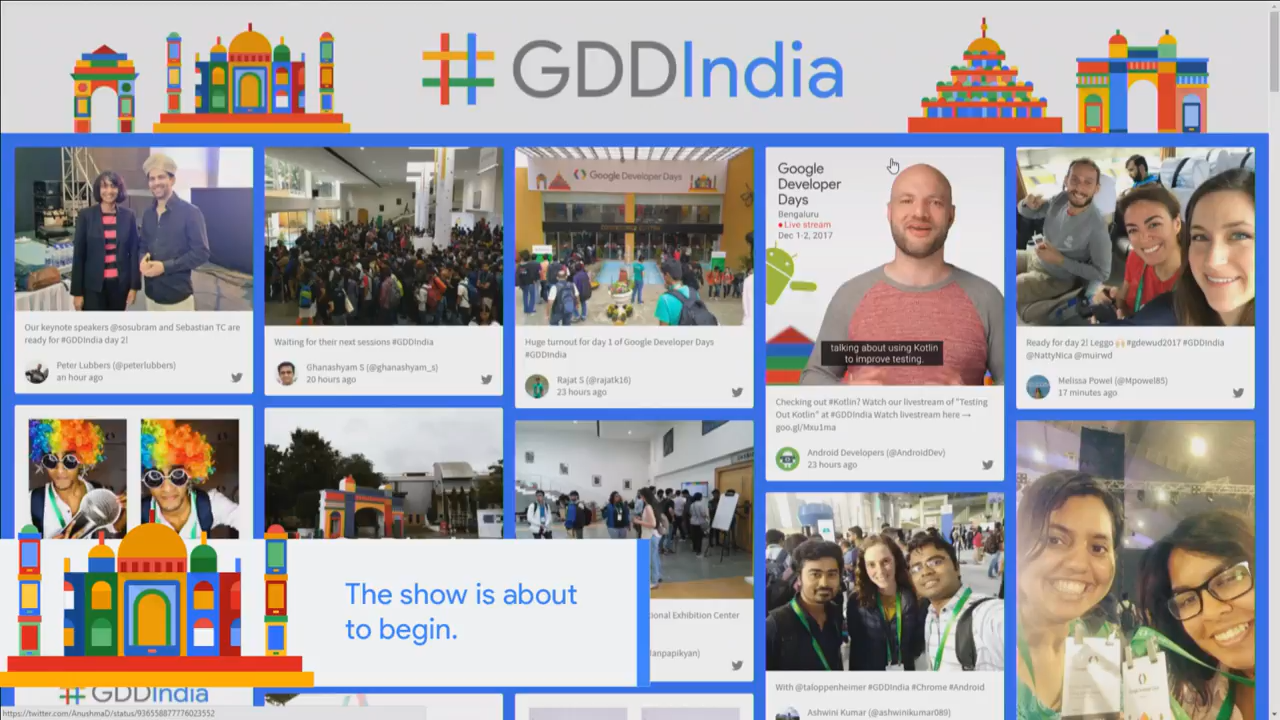 #GDDIndia
Our keynote speakers @sosubram and Sebastian TC are
ready for #GDDIndia day 2!
Peter Lubbers (@peterlubbers)
an hour ago
Waiting for their next sessions #GDDIndia
Ghanashyam S (@ghanashyam_s)
20 hours ago
Google Developer Days
Huge turnout for day 1 of Google Developer Days
#GDDIndia
Rajat S (@rajatk16)
23 hours ago
Google
Developer
Days
Bengaluru
Live stream
Dec 1-2, 2017
talking about using Kotlin
to improve testing.
Checking out #Kotlin? Watch our livestream of "Testing
Out Kotlin" at #GDDIndia Watch livestream here →
goo.gl/Mxu1ma
Android Developers (@AndroidDev)
23 hours ago
Ready for day 2! Leggo 🙌🏻 #gdewud2017 #GDDIndia
@NattyNica @muirwd
Melissa Powel (@Mpowel85)
17 minutes ago
The show is about
to begin.
#GDDIndia
ional Exhibition Center
anpapikyan)
With @taloppenheimer #GDDIndia #Chrome #Android
Ashwini Kumar (@ashwinikumar089)
https://twitter.com/AnushmaD/status/936558877776023552